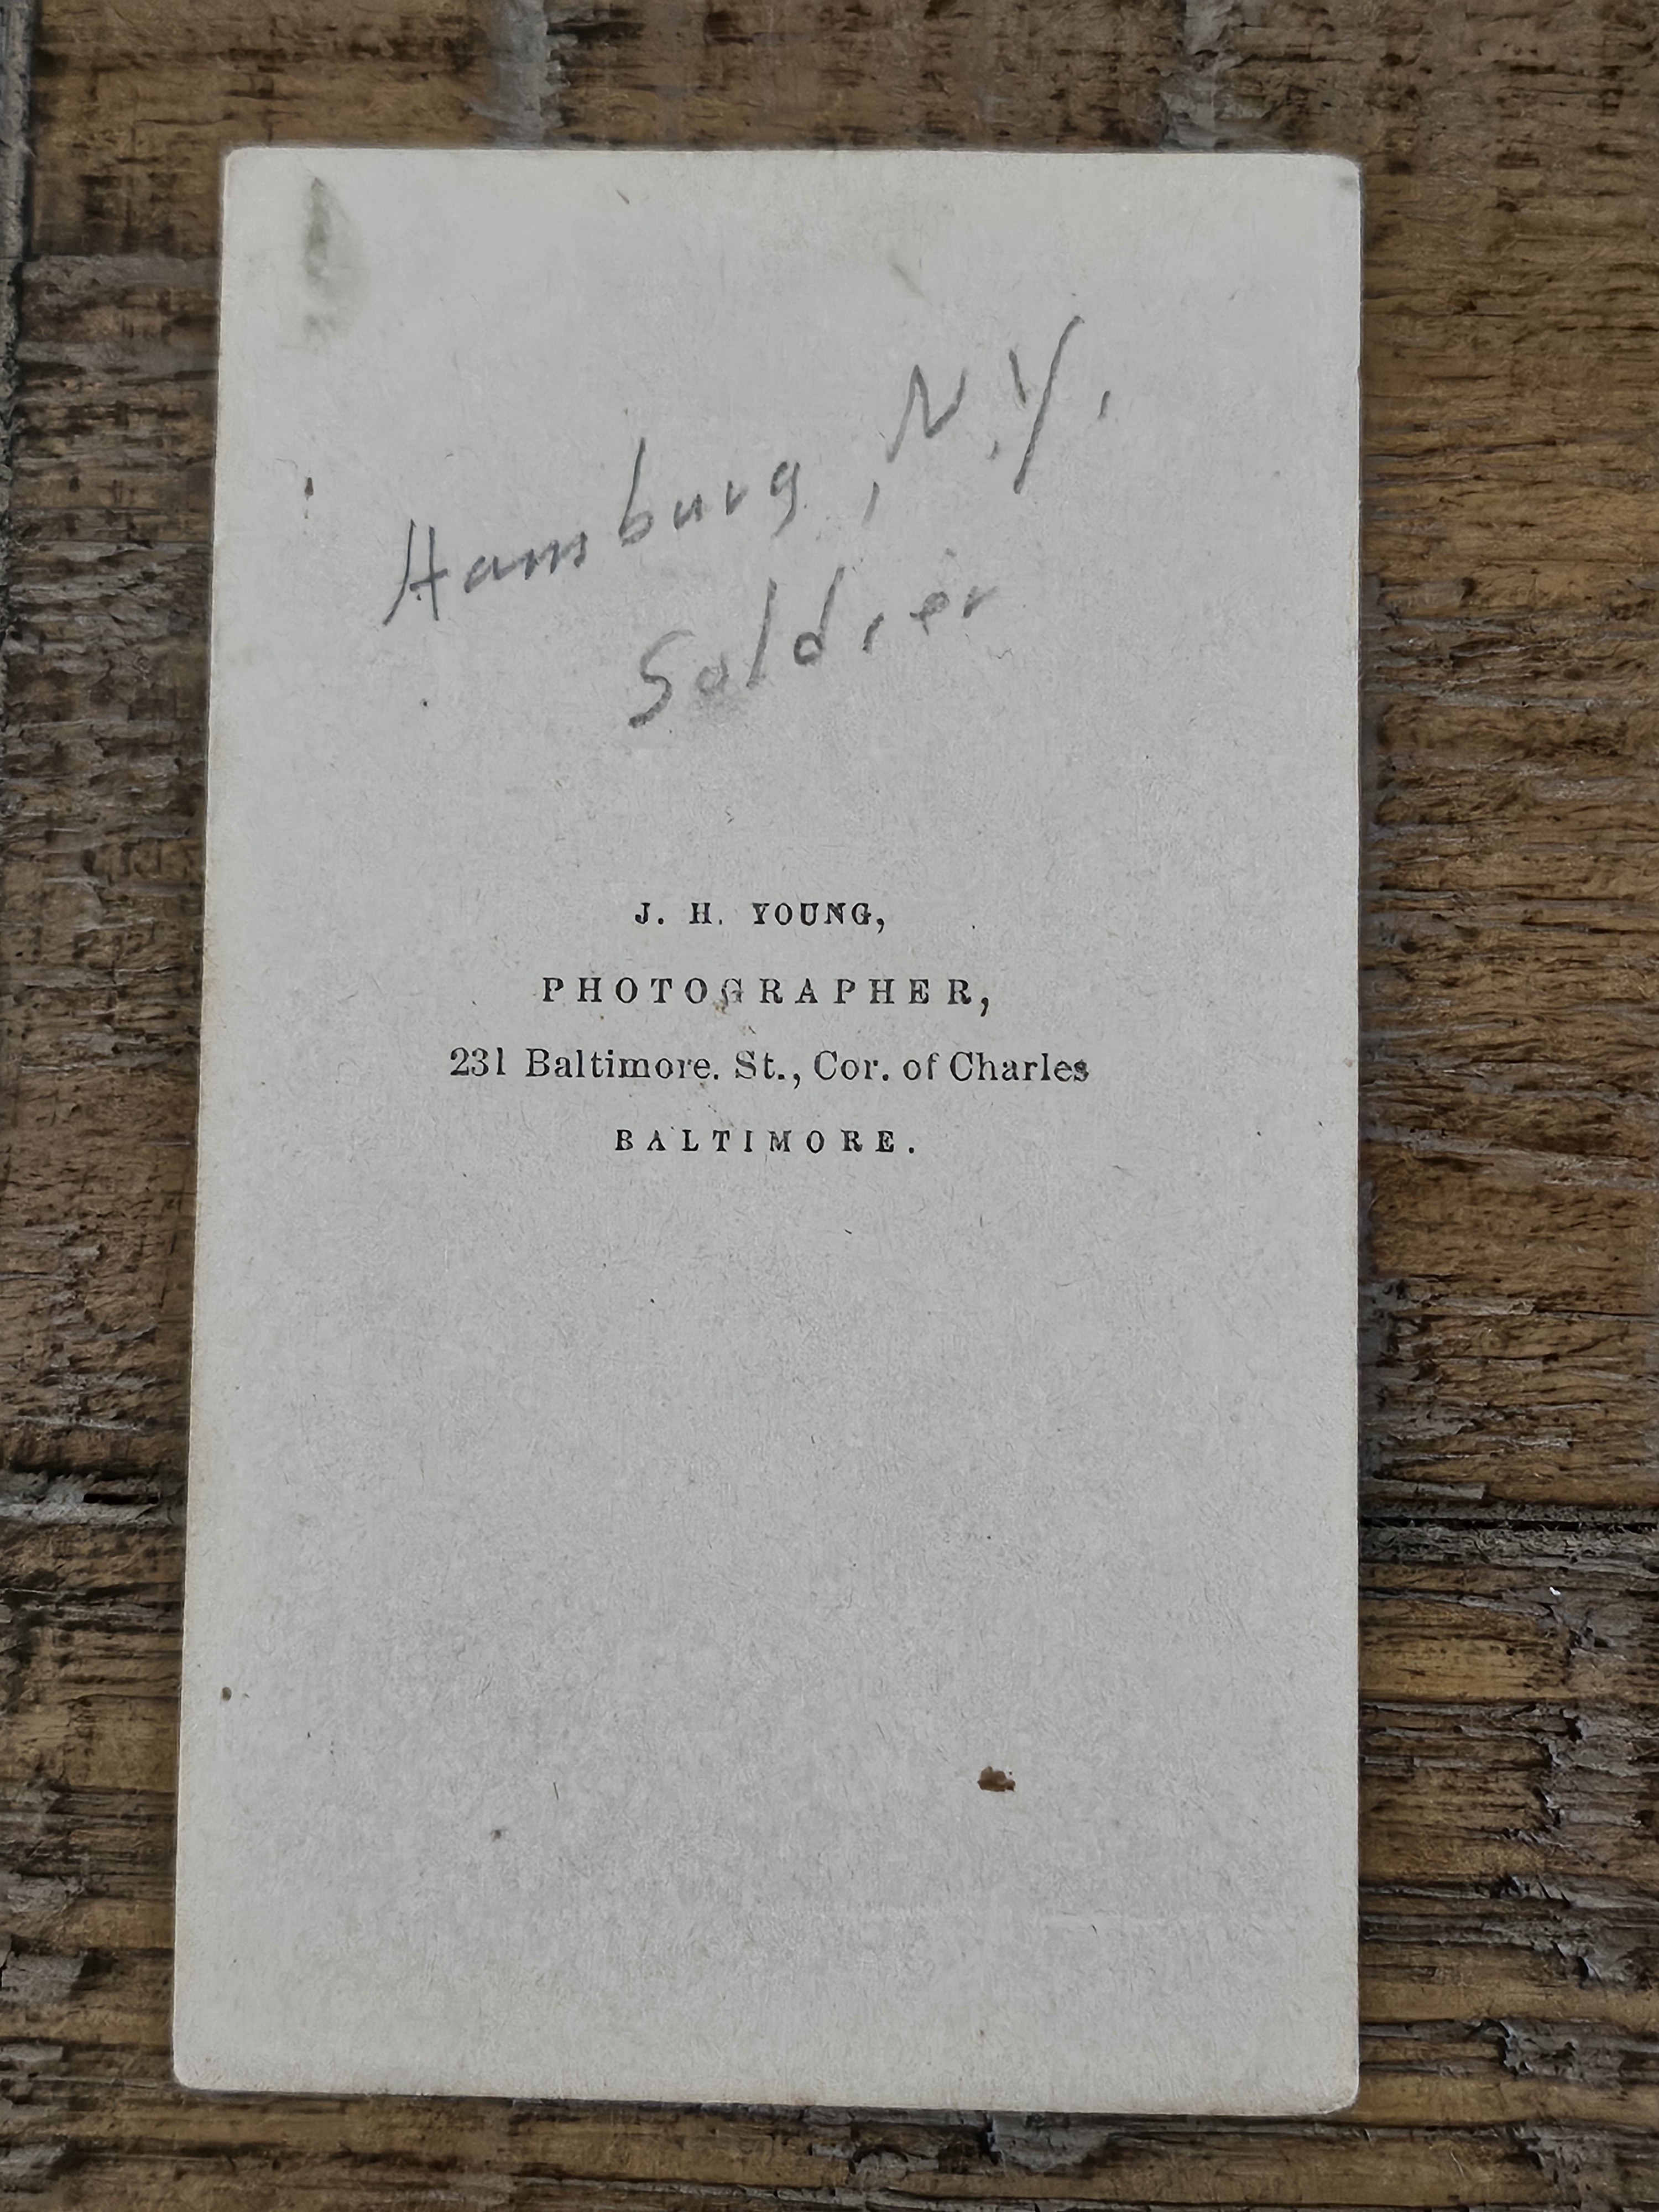 Hamburg, N.Y.
Soldier
J. H. YOUNG,
PHOTOGRAPHER,
231 Baltimore. St., Cor. of Charles
BALTIMORE.